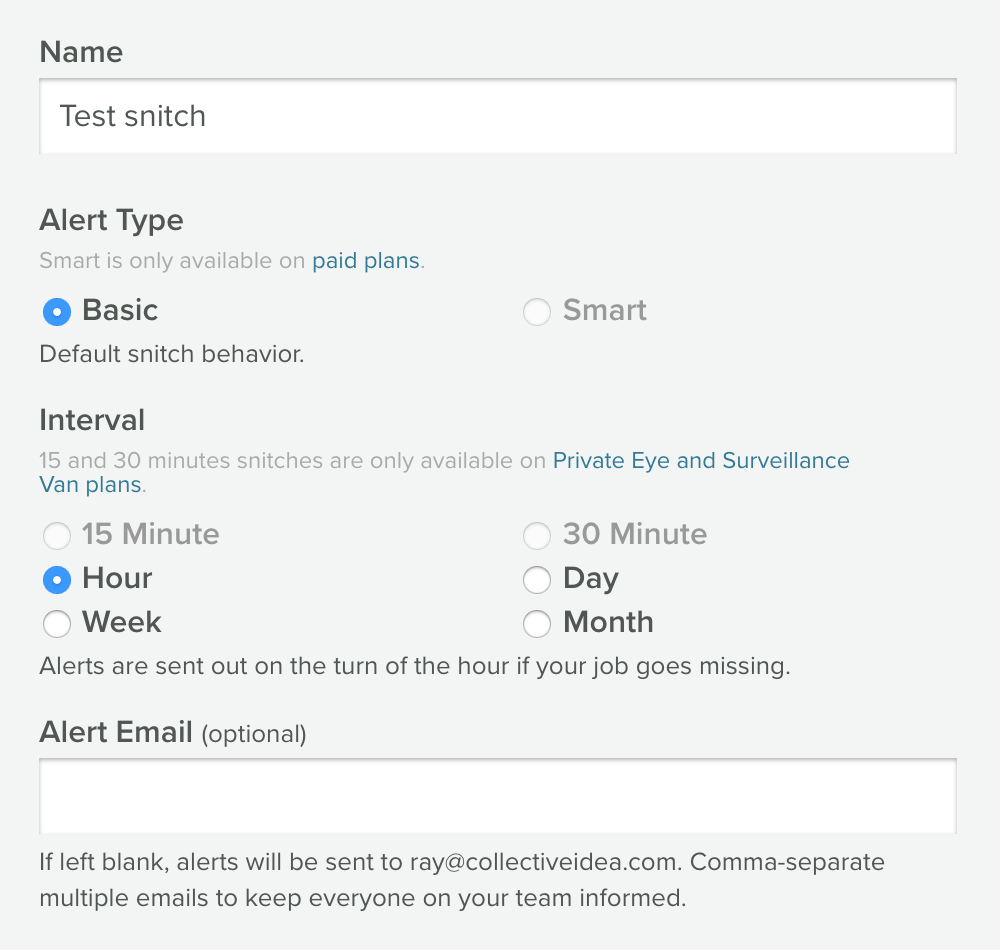 Name
Test snitch
Alert Type
Smart is only available on paid plans.
Basic
Smart
Default snitch behavior.
Interval
15 and 30 minutes snitches are only available on Private Eye and Surveillance
Van plans.
15 Minute
30 Minute
Hour
Day
Week
Month
Alerts are sent out on the turn of the hour if your job goes missing.
Alert Email (optional)
If left blank, alerts will be sent to ray@collectiveidea.com. Comma-separate
multiple emails to keep everyone on your team informed.